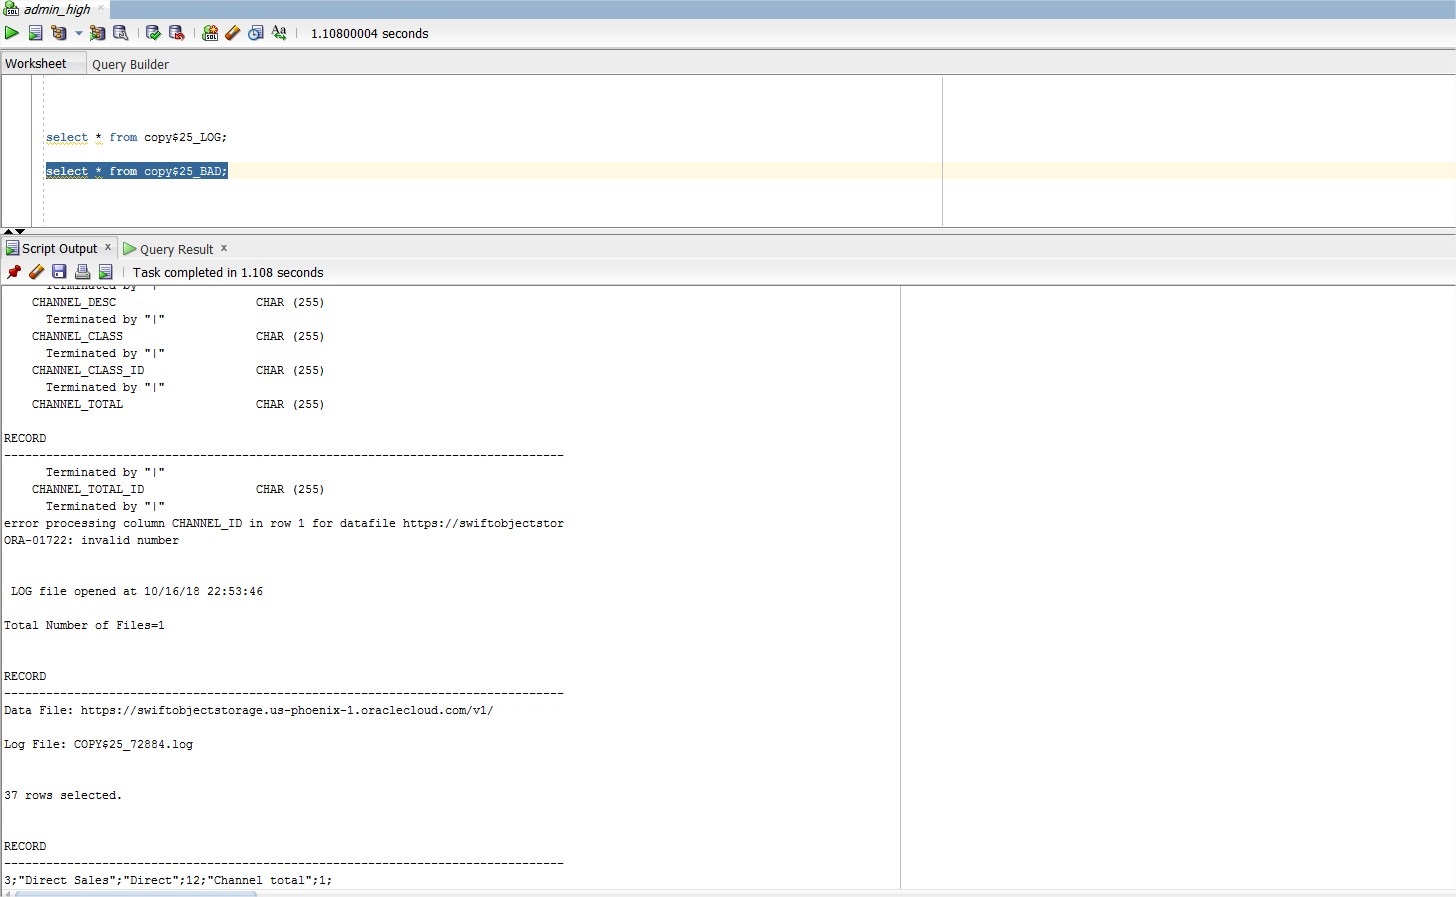 admin_high
1.10800004 seconds
Worksheet Query Builder
select * from copy$25_LOG;
select * from copy$25_BAD;
Script Output x Query Result x
Task completed in 1.108 seconds
Terminated by "|"
CHANNEL_DESC CHAR (255)
Terminated by "|"
CHANNEL_CLASS CHAR (255)
Terminated by "|"
CHANNEL_CLASS_ID CHAR (255)
Terminated by "|"
CHANNEL_TOTAL CHAR (255)
RECORD
--------------------------------------------------------------------------------
Terminated by "|"
CHANNEL_TOTAL_ID CHAR (255)
Terminated by "|"
error processing column CHANNEL_ID in row 1 for datafile https://swiftobjectstor
ORA-01722: invalid number
LOG file opened at 10/16/18 22:53:46
Total Number of Files=1
RECORD
--------------------------------------------------------------------------------
Data File: https://swiftobjectstorage.us-phoenix-1.oraclecloud.com/v1/
Log File: COPY$25_72884.log
37 rows selected.
RECORD
--------------------------------------------------------------------------------
3;"Direct Sales";"Direct";12;"Channel total";1;